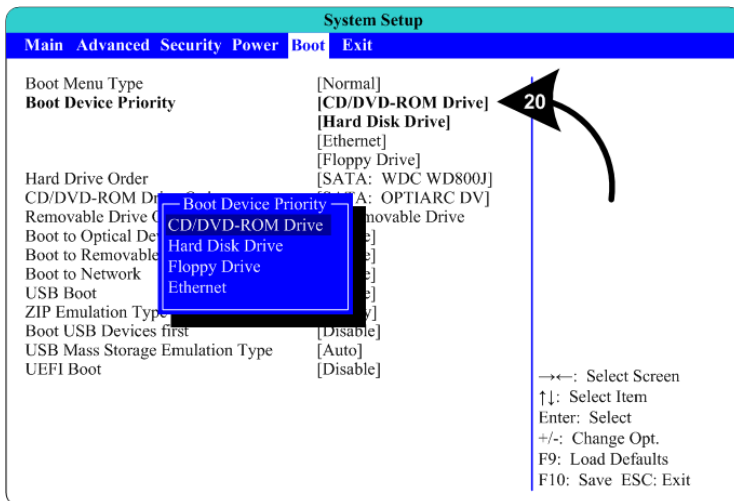 System Setup
Main Advanced Security Power Boot Exit
Boot Menu Type [Normal]
Boot Device Priority [CD/DVD-ROM Drive] 20
[Hard Disk Drive]
[Ethernet]
[Floppy Drive]
Hard Drive Order [SATA: WDC WD800J]
CD/DVD-ROM A: OPTIARC DV]
Removable Drive movable Drive
Boot to Optical
Boot to Removable
Boot to Network
USB Boot
ZIP Emulation
Boot USB Devices first [Disable]
USB Mass Storage Emulation Type [Auto]
UEFI Boot [Disable]
Boot Device Priority
CD/DVD-ROM Drive
Hard Disk Drive
Floppy Drive
Ethernet
→←: Select Screen
↑↓: Select Item
Enter: Select
+/-: Change Opt.
F9: Load Defaults
F10: Save ESC: Exit